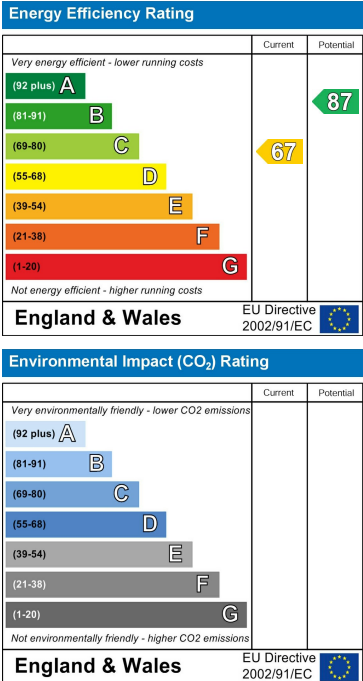 Energy Efficiency Rating
Current Potential
Very energy efficient - lower running costs
(92 plus) A
(81-91) B
(69-80) C
(55-68) D
(39-54) E
(21-38) F
(1-20) G
67
87
Not energy efficient - higher running costs
England & Wales
EU Directive
2002/91/EC
Environmental Impact (CO₂) Rating
Current Potential
Very environmentally friendly - lower CO2 emissions
(92 plus) A
(81-91) B
(69-80) C
(55-68) D
(39-54) E
(21-38) F
(1-20) G
Not environmentally friendly - higher CO2 emissions
England & Wales
EU Directive
2002/91/EC